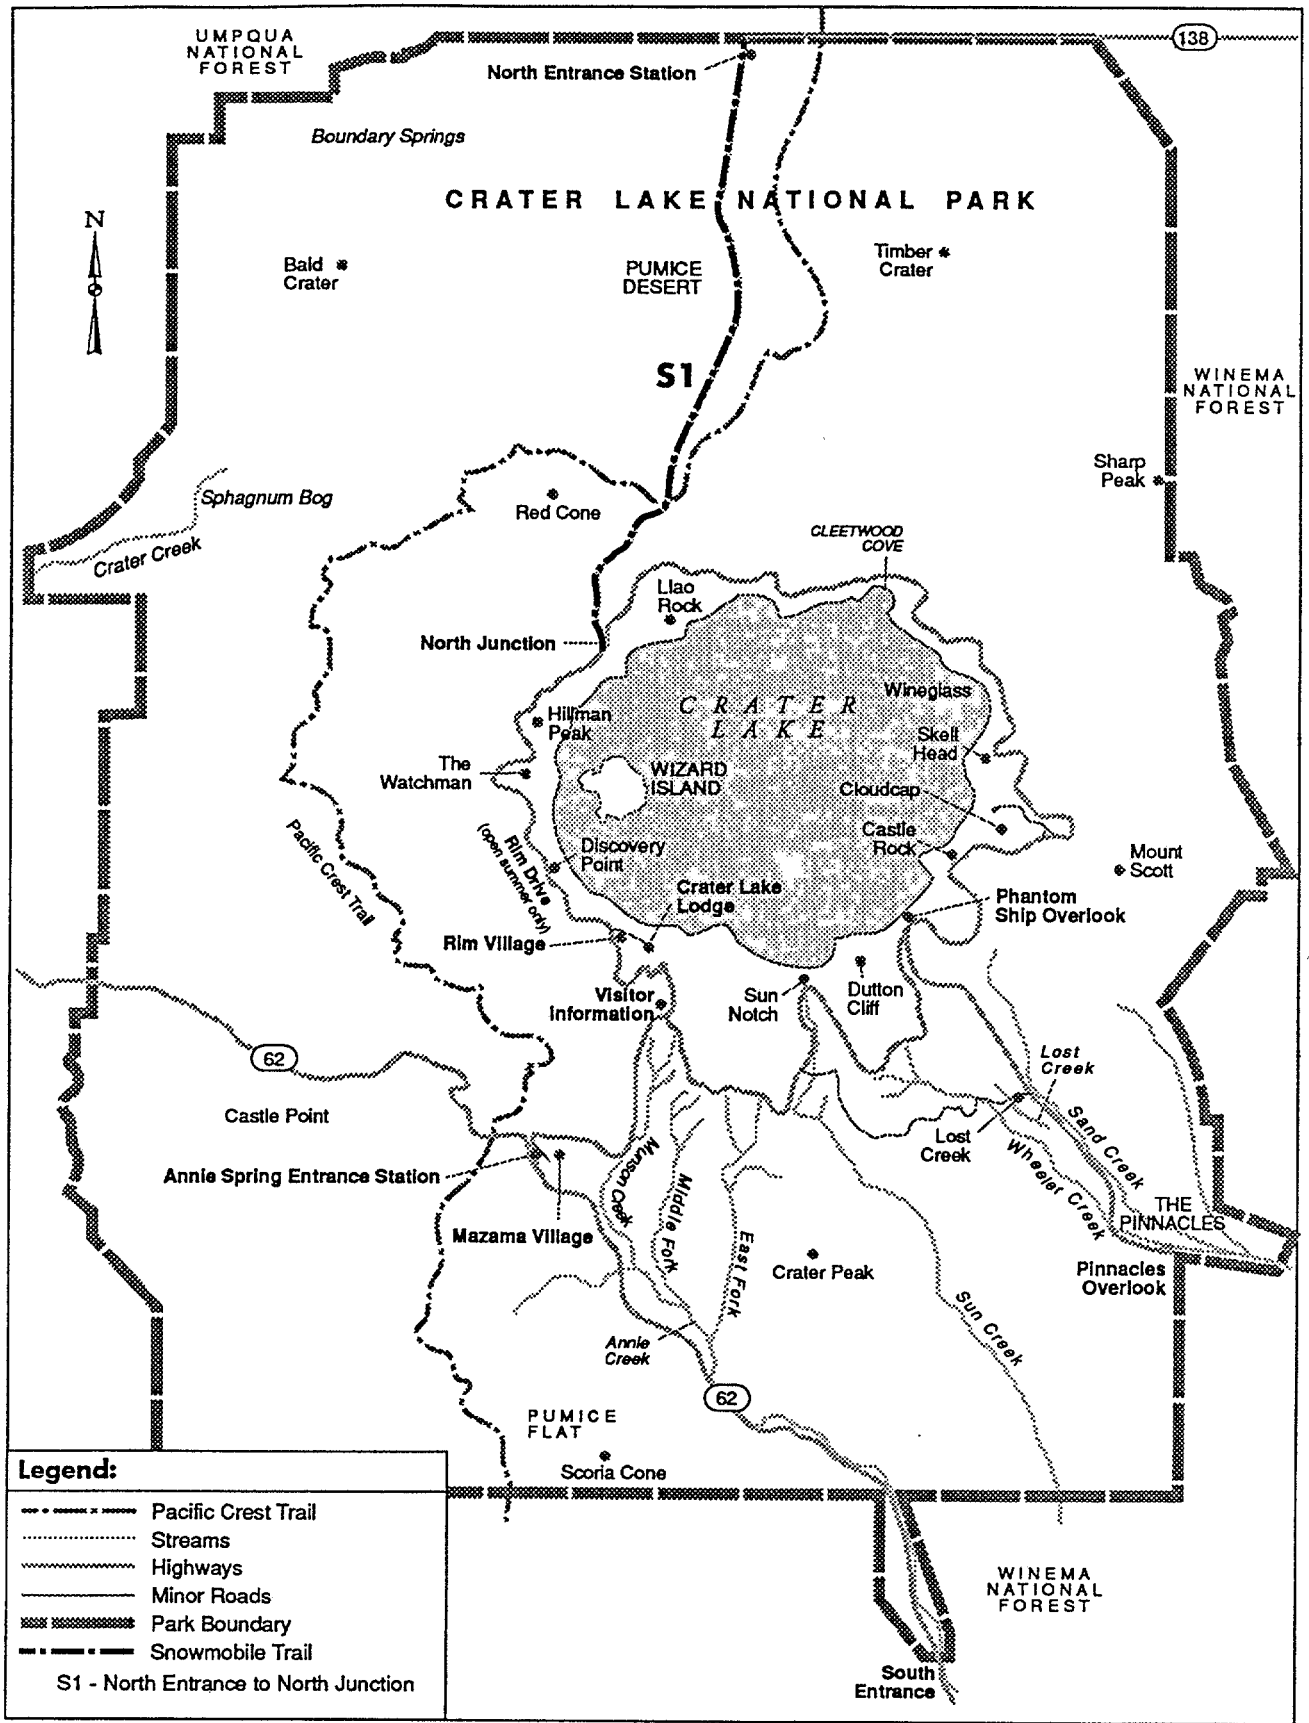 UMPQUA
NATIONAL
FOREST
138
North Entrance Station
Boundary Springs
CRATER LAKE NATIONAL PARK
N
Bald
Crater
PUMICE
DESERT
Timber
Crater
S1
WINEMA
NATIONAL
FOREST
Sharp
Peak
Sphagnum Bog
Red Cone
Crater Creek
CLEETWOOD
COVE
Llao
Rock
North Junction
Wineglass
CRATER
LAKE
Hillman
Peak
Skell
Head
The
Watchman
WIZARD
ISLAND
Cloudcap
Castle
Rock
Discovery
Point
Mount
Scott
Pacific Crest Trail
Rim Drive
(open summer only)
Crater Lake
Lodge
Phantom
Ship Overlook
Rim Village
Visitor
Information
Sun
Notch
Dutton
Cliff
62
Lost
Creek
Castle Point
Sand Creek
Lost
Creek
Wheeler Creek
Annie Spring Entrance Station
Munson Creek
Middle Fork
THE
PINNACLES
Mazama Village
East Fork
Crater Peak
Pinnacles
Overlook
Sun Creek
Annie
Creek
62
PUMICE
FLAT
Scoria Cone
Legend:
Pacific Crest Trail
Streams
Highways
Minor Roads
Park Boundary
Snowmobile Trail
S1 - North Entrance to North Junction
WINEMA
NATIONAL
FOREST
South
Entrance